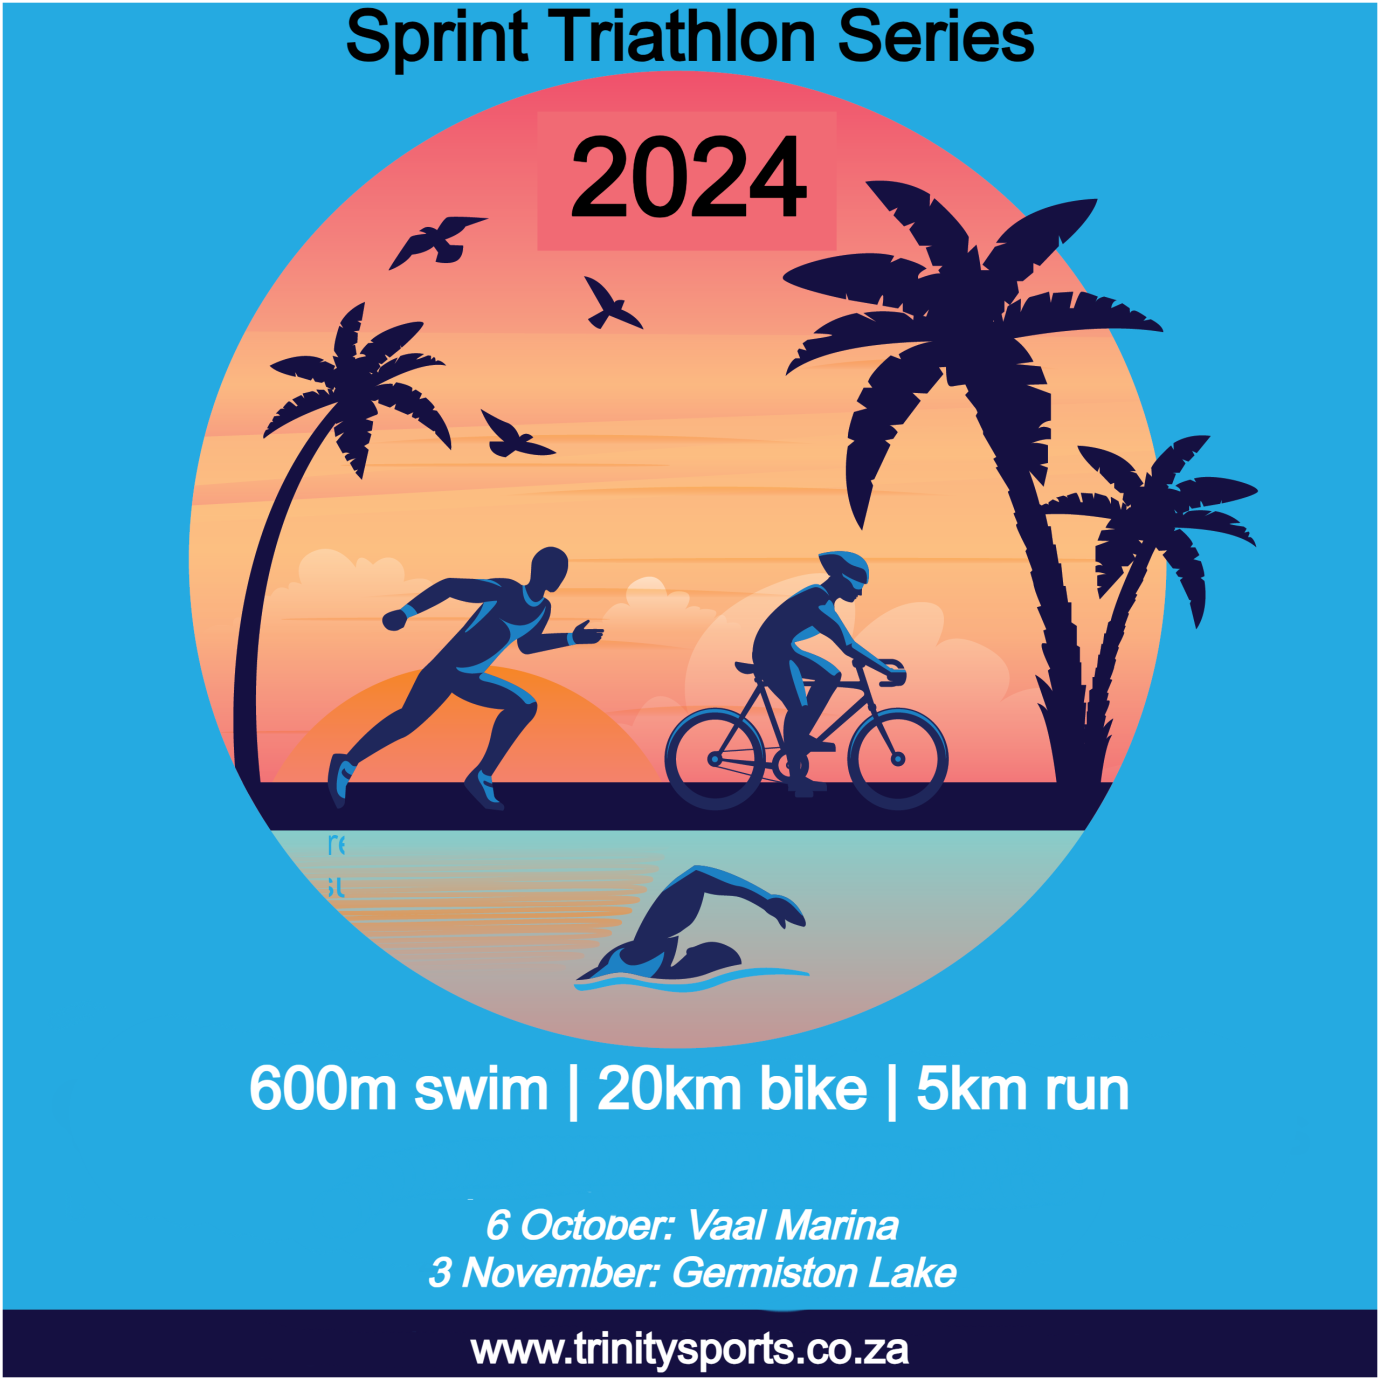 Sprint Triathlon Series
2024
600m swim | 20km bike | 5km run
6 October: Vaal Marina
3 November: Germiston Lake
www.trinitysports.co.za